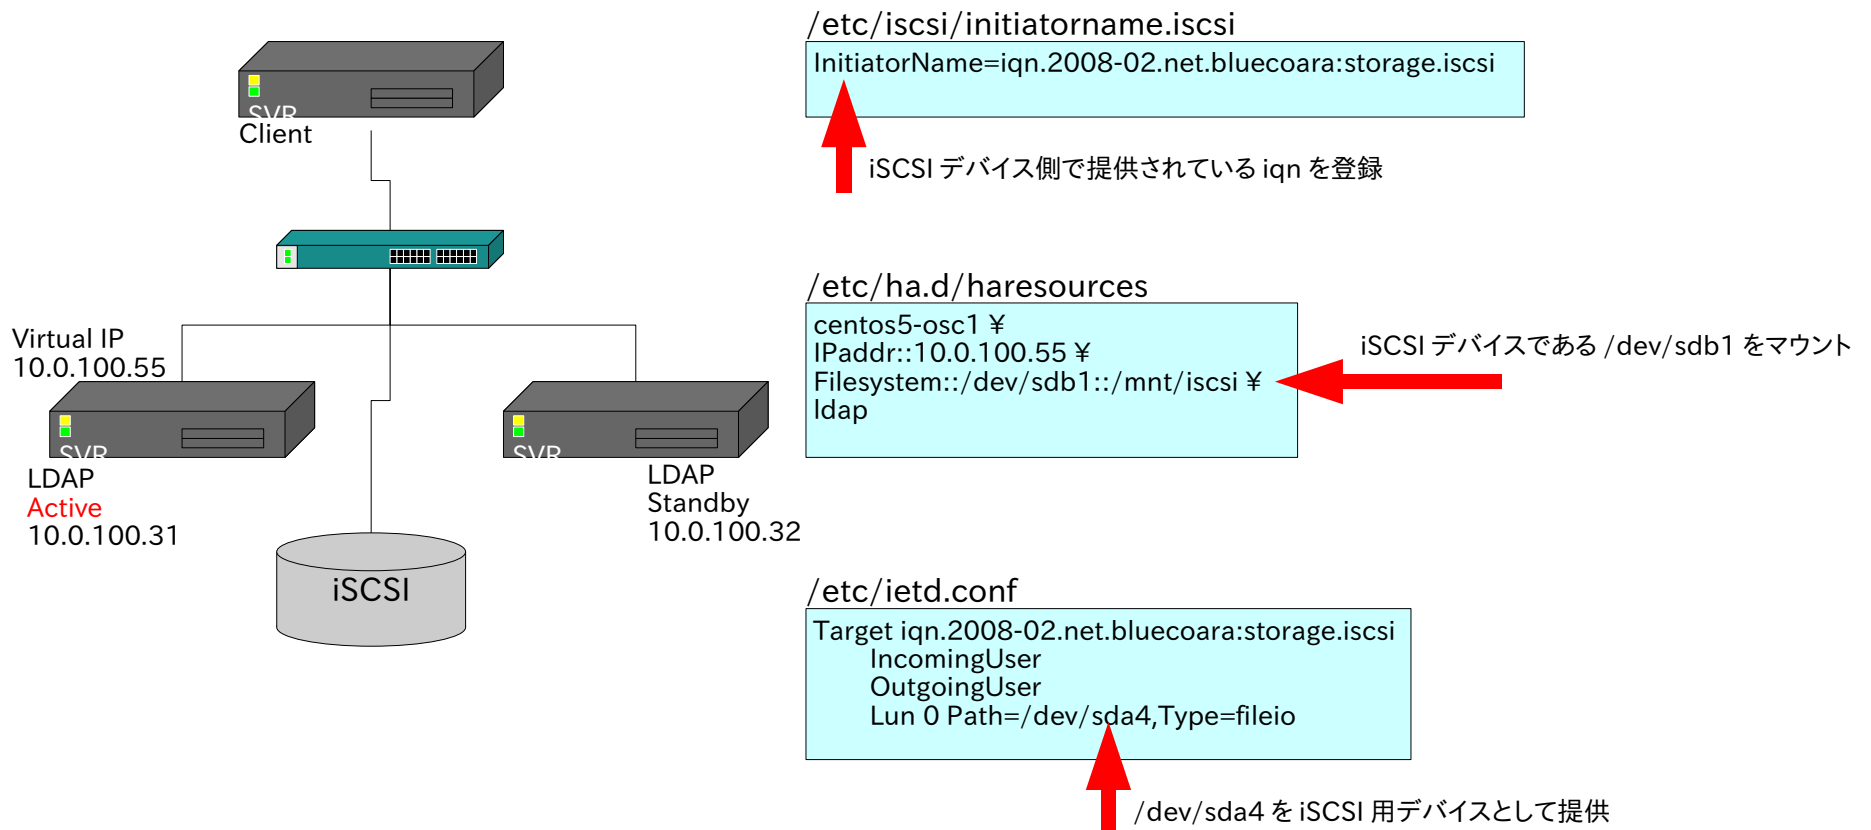 /etc/iscsi/initiatorname.iscsi
InitiatorName=iqn.2008-02.net.bluecoara:storage.iscsi
iSCSI デバイス側で提供されている iqn を登録
SVR
Client
/etc/ha.d/haresources
centos5-osc1 ¥
IPaddr::10.0.100.55 ¥
Filesystem::/dev/sdb1::/mnt/iscsi ¥
ldap
iSCSI デバイスである /dev/sdb1 をマウント
Virtual IP
10.0.100.55
SVR
LDAP
Active
10.0.100.31
SVR
LDAP
Standby
10.0.100.32
iSCSI
/etc/ietd.conf
Target iqn.2008-02.net.bluecoara:storage.iscsi
IncomingUser
OutgoingUser
Lun 0 Path=/dev/sda4,Type=fileio
/dev/sda4 を iSCSI 用デバイスとして提供